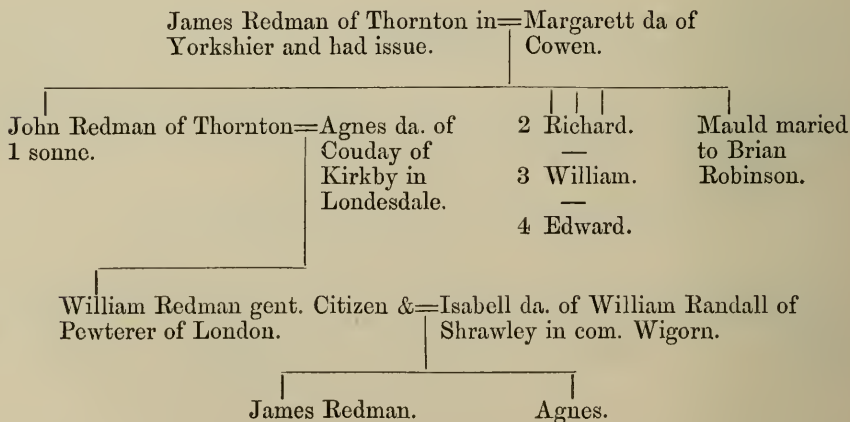 James Redman of Thornton in=Margarett da of
Yorkshier and had issue. Cowen.
John Redman of Thornton=Agnes da. of 2 Richard. Mauld maried
1 sonne. Couday of — to Brian
Kirkby in 3 William. Robinson.
Londesdale. —
4 Edward.
William Redman gent. Citizen &=Isabell da. of William Randall of
Pewterer of London. Shrawley in com. Wigorn.
James Redman. Agnes.